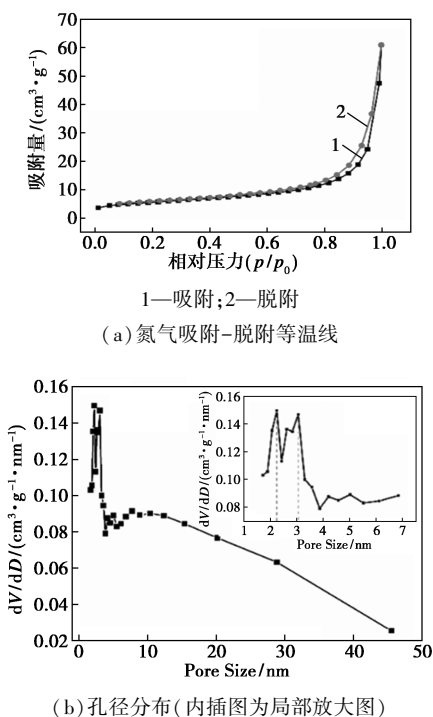 70
60
50
40
30
20
10
0
吸附量/(cm³·g⁻¹)
2
1
0.0 0.2 0.4 0.6 0.8 1.0
相对压力(p/p₀)
1—吸附;2—脱附
(a)氮气吸附-脱附等温线
0.16
0.14
0.12
0.10
0.08
0.06
0.04
0.02
dV/dD/(cm³·g⁻¹·nm⁻¹)
0.16
0.14
0.12
0.10
0.08
dV/dD/(cm³·g⁻¹·nm⁻¹)
1 2 3 4 5 6 7
Pore Size/nm
0 10 20 30 40 50
Pore Size/nm
(b)孔径分布(内插图为局部放大图)